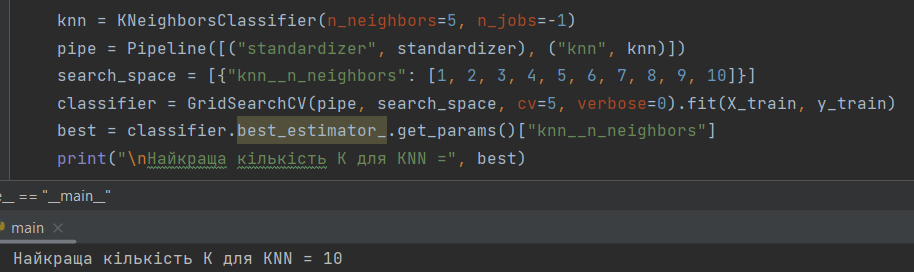 knn = KNeighborsClassifier(n_neighbors=5, n_jobs=-1)
pipe = Pipeline([("standardizer", standardizer), ("knn", knn)])
search_space = [{"knn__n_neighbors": [1, 2, 3, 4, 5, 6, 7, 8, 9, 10]}]
classifier = GridSearchCV(pipe, search_space, cv=5, verbose=0).fit(X_train, y_train)
best = classifier.best_estimator_.get_params()["knn__n_neighbors"]
print("\nНайкраща кількість К для KNN =", best)
e__ == "__main__"
main ×
Найкраща кількість К для KNN = 10